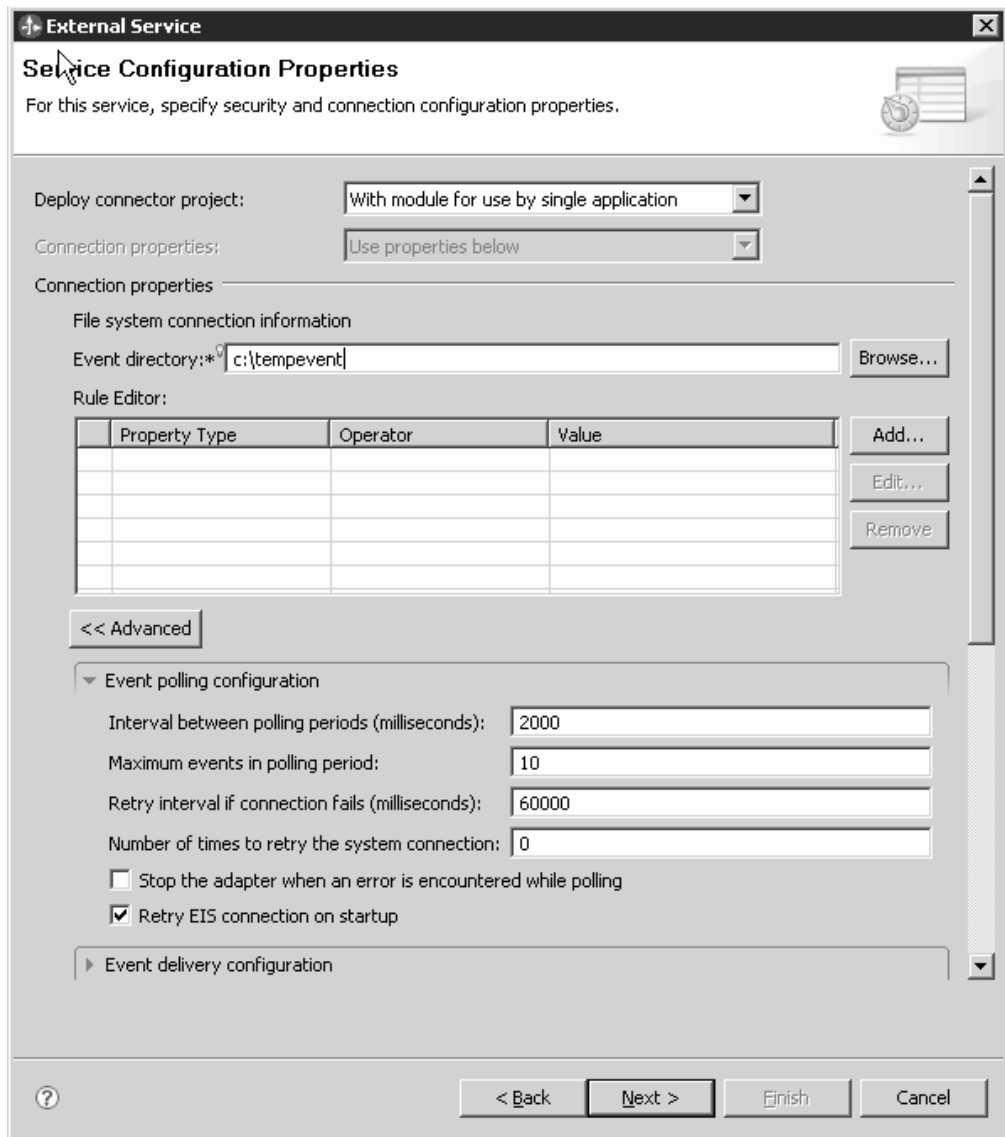 External Service
Service Configuration Properties
For this service, specify security and connection configuration properties.
Deploy connector project: With module for use by single application
Connection properties: Use properties below
Connection properties
File system connection information
Event directory:* c:\tempevent Browse...
Rule Editor:
Property Type Operator Value Add...
Edit...
Remove
<< Advanced
Event polling configuration
Interval between polling periods (milliseconds): 2000
Maximum events in polling period: 10
Retry interval if connection fails (milliseconds): 60000
Number of times to retry the system connection: 0
Stop the adapter when an error is encountered while polling
Retry EIS connection on startup
Event delivery configuration
? < Back Next > Finish Cancel